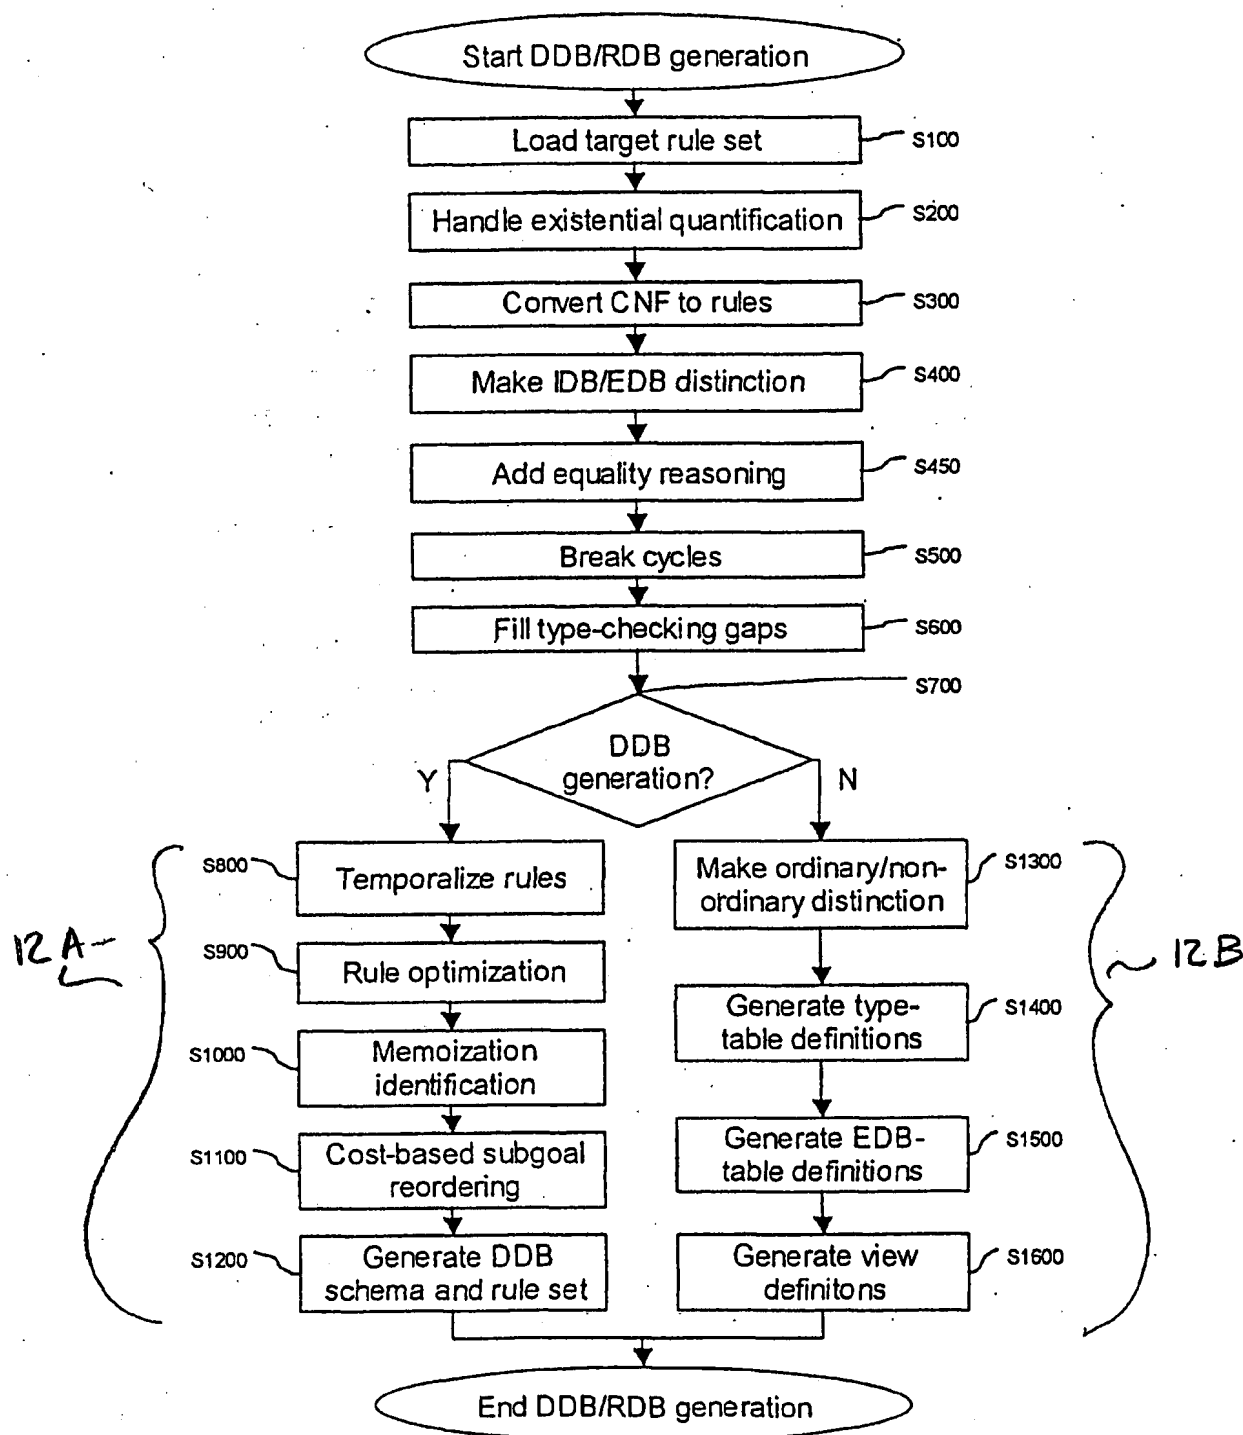 Start DDB/RDB generation
Load target rule set
S100
Handle existential quantification
S200
Convert CNF to rules
S300
Make IDB/EDB distinction
S400
Add equality reasoning
S450
Break cycles
S500
Fill type-checking gaps
S600
S700
DDB
generation?
Y
N
S800
Temporalize rules
S900
Rule optimization
S1000
Memoization
identification
S1100
Cost-based subgoal
reordering
S1200
Generate DDB
schema and rule set
12A
Make ordinary/non-
ordinary distinction
S1300
Generate type-
table definitions
S1400
Generate EDB-
table definitions
S1500
Generate view
definitons
S1600
12B
End DDB/RDB generation